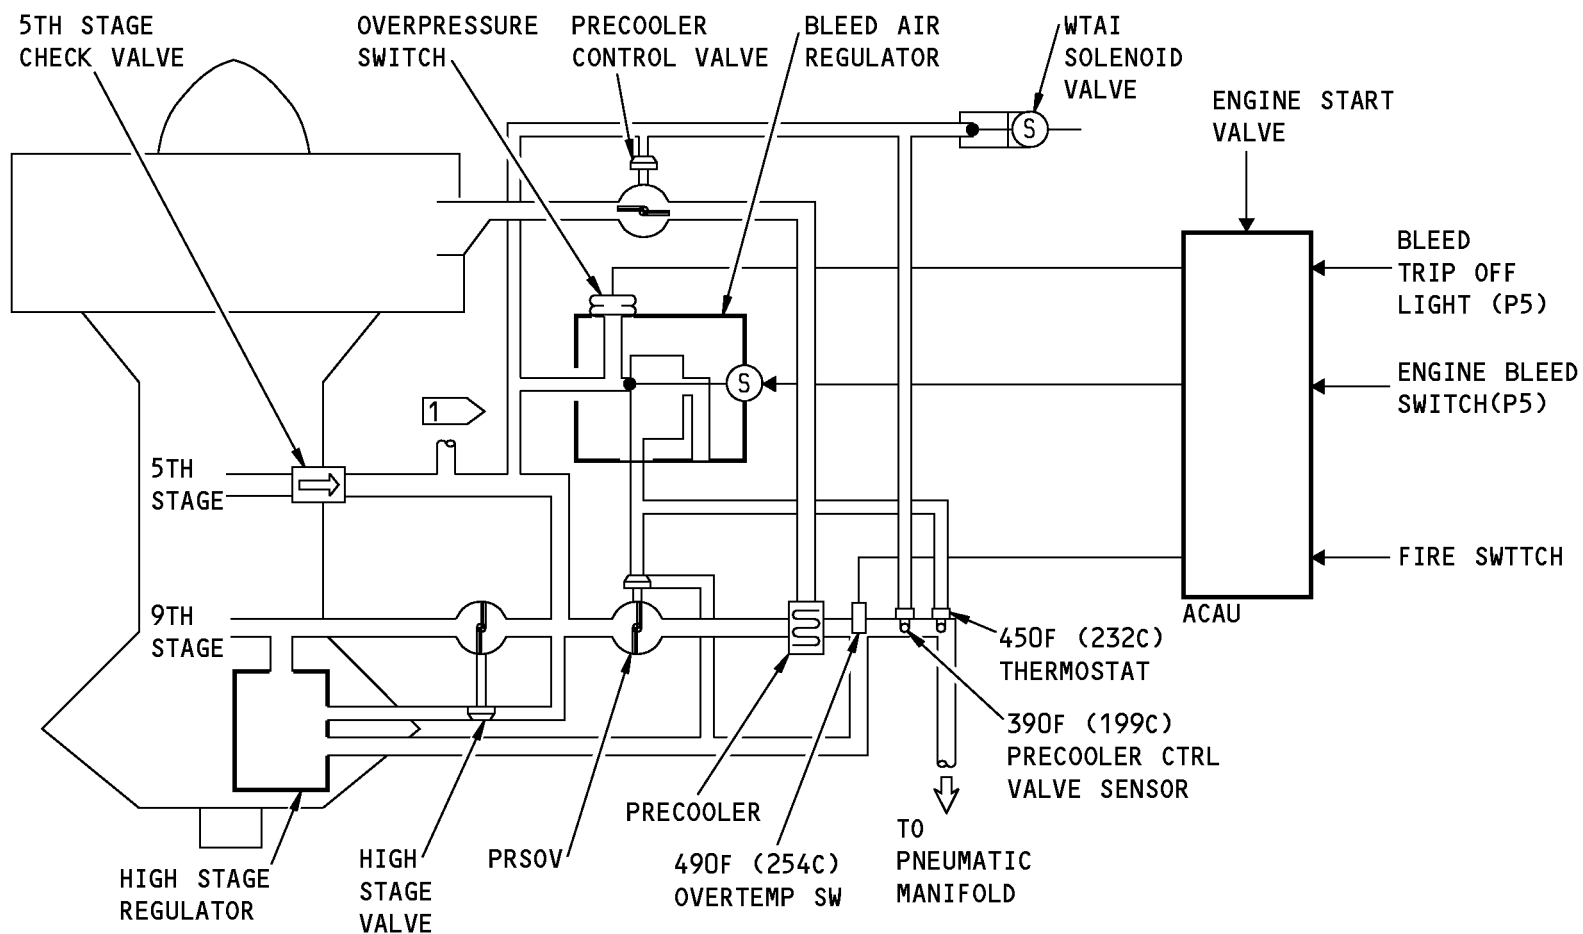 5TH STAGE
CHECK VALVE
OVERPRESSURE
SWITCH
PRECOOLER
CONTROL VALVE
BLEED AIR
REGULATOR
WTAI
SOLENOID
VALVE
S
ENGINE START
VALVE
BLEED
TRIP OFF
LIGHT (P5)
S
ENGINE BLEED
SWITCH(P5)
1
5TH
STAGE
FIRE SWTTCH
ACAU
9TH
STAGE
450F (232C)
THERMOSTAT
390F (199C)
PRECOOLER CTRL
VALVE SENSOR
PRECOOLER
TO
PNEUMATIC
MANIFOLD
490F (254C)
OVERTEMP SW
PRSOV
HIGH
STAGE
VALVE
HIGH STAGE
REGULATOR